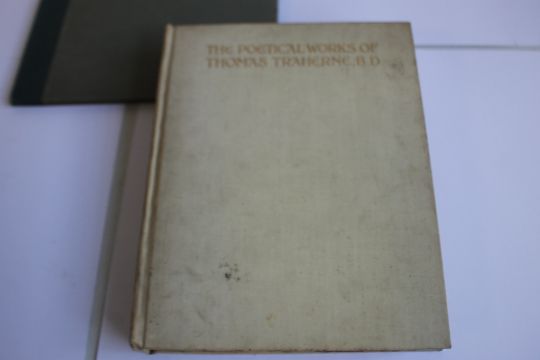 THE POETICAL WORKS OF
THOMAS TRAHERNE, B D